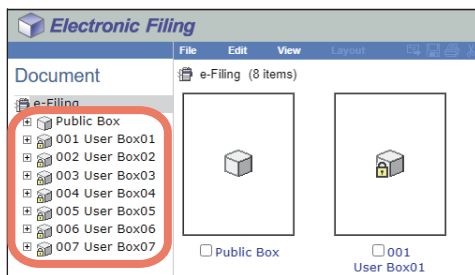 Electronic Filing
File Edit View Layout
Document
e-Filing (8 items)
e-Filing
Public Box
001 User Box01
002 User Box02
003 User Box03
004 User Box04
005 User Box05
006 User Box06
007 User Box07
Public Box
001
User Box01